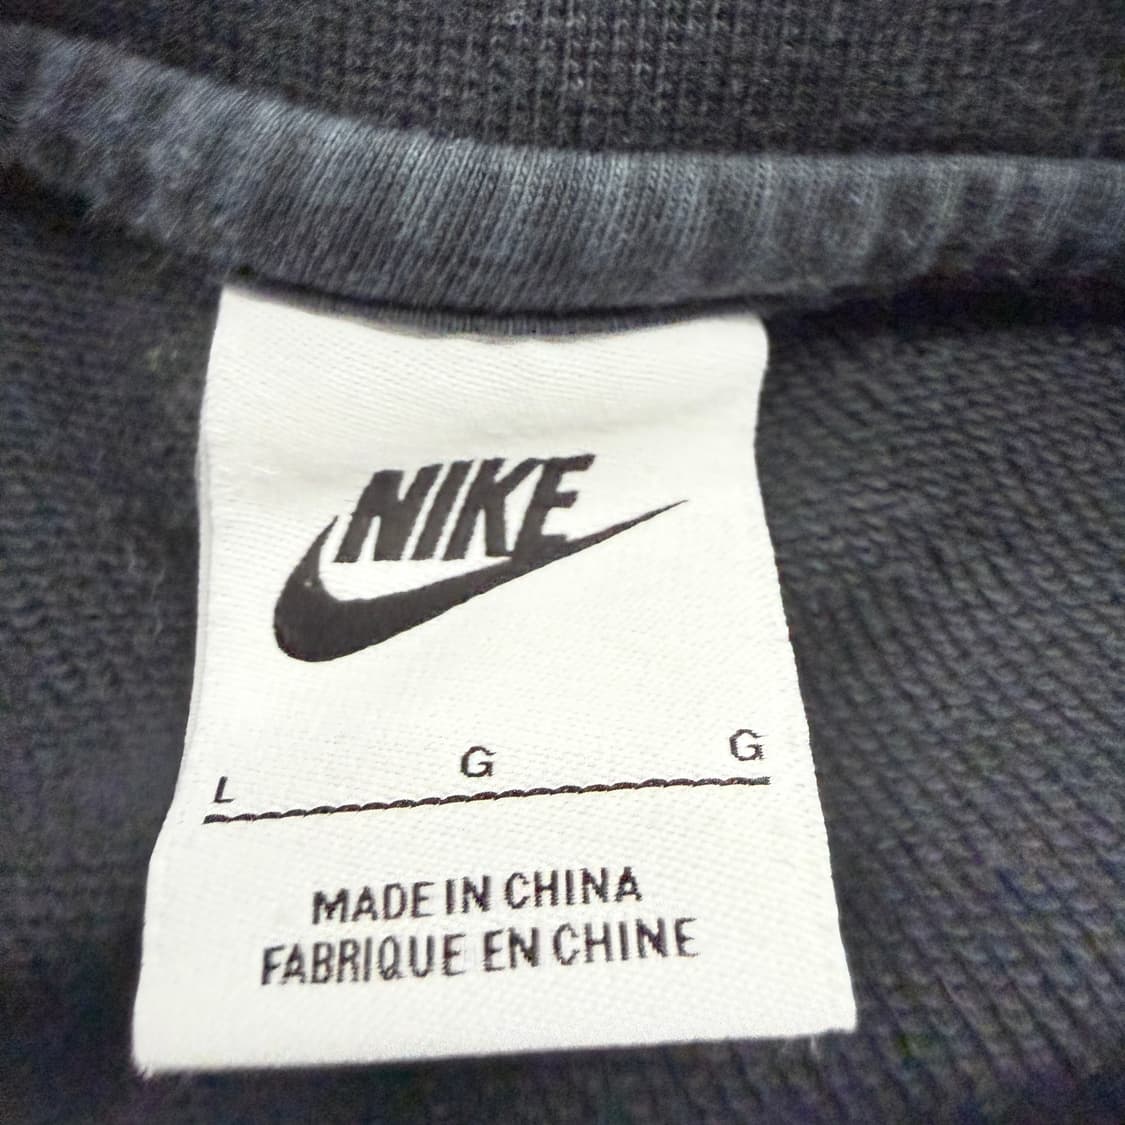 NIKE
L G G
MADE IN CHINA
FABRIQUE EN CHINE